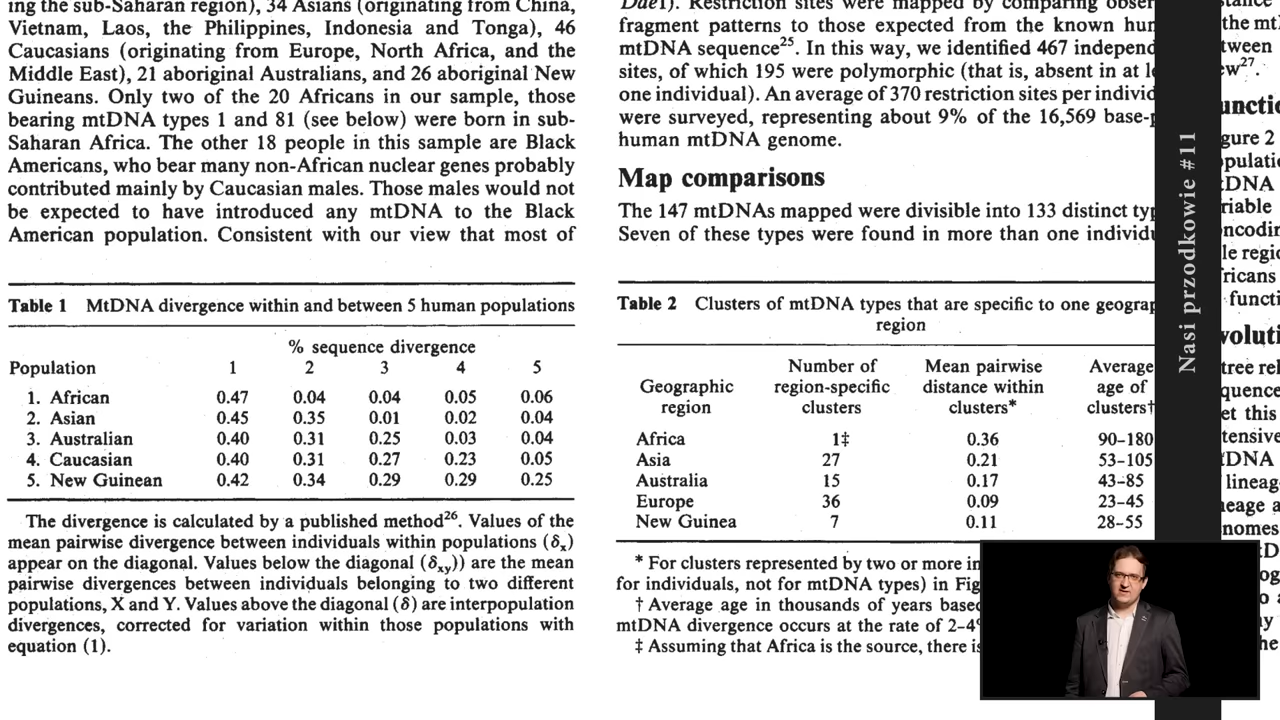 ing the sub-Saharan region), 34 Asians (originating from China,
Vietnam, Laos, the Philippines, Indonesia and Tonga), 46
Caucasians (originating from Europe, North Africa, and the
Middle East), 21 aboriginal Australians, and 26 aboriginal New
Guineans. Only two of the 20 Africans in our sample, those
bearing mtDNA types 1 and 81 (see below) were born in sub-
Saharan Africa. The other 18 people in this sample are Black
Americans, who bear many non-African nuclear genes probably
contributed mainly by Caucasian males. Those males would not
be expected to have introduced any mtDNA to the Black
American population. Consistent with our view that most of
Table 1 MtDNA divergence within and between 5 human populations
% sequence divergence
Population 1 2 3 4 5
1. African 0.47 0.04 0.04 0.05 0.06
2. Asian 0.45 0.35 0.01 0.02 0.04
3. Australian 0.40 0.31 0.25 0.03 0.04
4. Caucasian 0.40 0.31 0.27 0.23 0.05
5. New Guinean 0.42 0.34 0.29 0.29 0.25
The divergence is calculated by a published method26. Values of the
mean pairwise divergence between individuals within populations (δx)
appear on the diagonal. Values below the diagonal (δxy)) are the mean
pairwise divergences between individuals belonging to two different
populations, X and Y. Values above the diagonal (δ) are interpopulation
divergences, corrected for variation within those populations with
equation (1).
DdeI). Restriction sites were mapped by comparing
fragment patterns to those expected from the known
mtDNA sequence25. In this way, we identified 467
sites, of which 195 were polymorphic (that is, absent in at
one individual). An average of 370 restriction sites per
were surveyed, representing about 9% of the 16,569
human mtDNA genome.
Map comparisons
The 147 mtDNAs mapped were divisible into 133 distinct
Seven of these types were found in more than one
Table 2 Clusters of mtDNA types that are specific to one
region
Geographic region Number of region-specific clusters Mean pairwise distance within clusters* Average age of clusters†
Africa 1‡ 0.36 90–180
Asia 27 0.21 53–105
Australia 15 0.17 43–85
Europe 36 0.09 23–45
New Guinea 7 0.11 28–55
* For clusters represented by two or more
for individuals, not for mtDNA types) in
† Average age in thousands of years
mtDNA divergence occurs at the rate of
‡ Assuming that Africa is the source, there
Nasi przodkowie #11